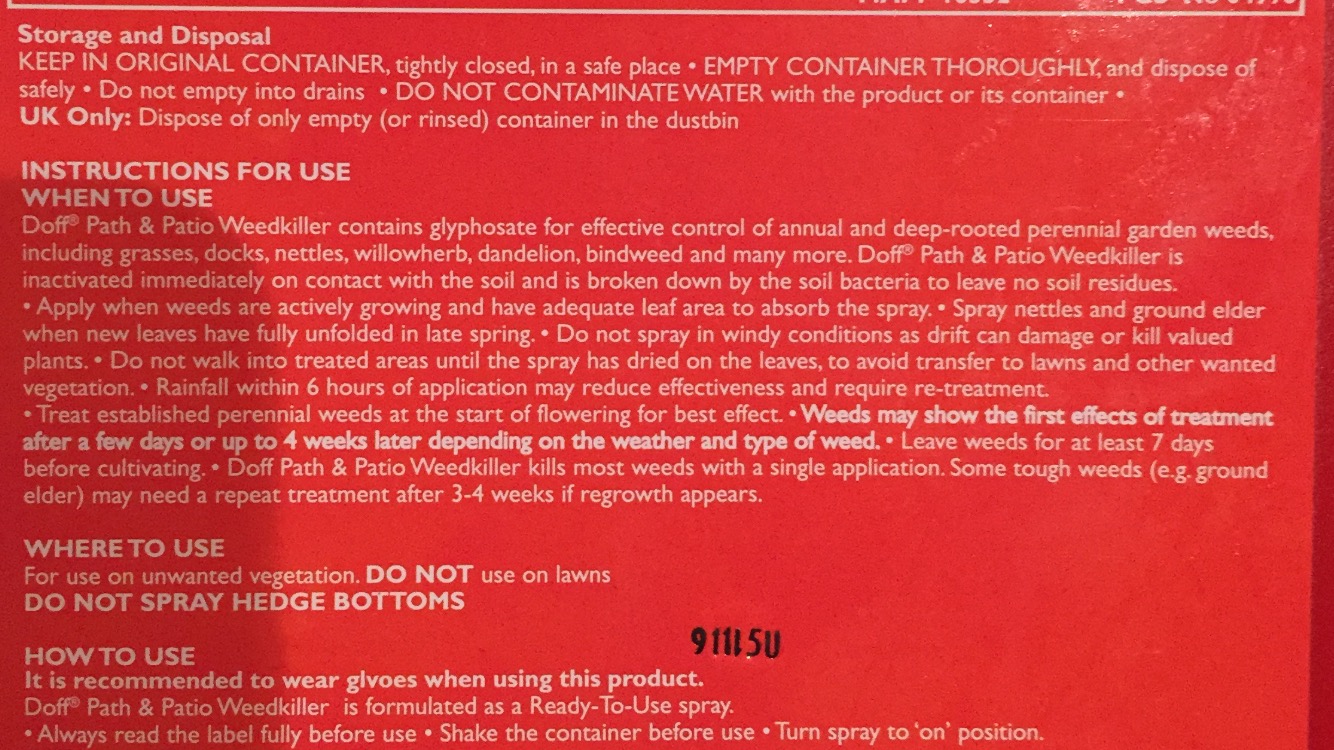 Storage and Disposal
KEEP IN ORIGINAL CONTAINER, tightly closed, in a safe place • EMPTY CONTAINER THOROUGHLY, and dispose of
safely • Do not empty into drains • DO NOT CONTAMINATE WATER with the product or its container •
UK Only: Dispose of only empty (or rinsed) container in the dustbin
INSTRUCTIONS FOR USE
WHEN TO USE
Doff® Path & Patio Weedkiller contains glyphosate for effective control of annual and deep-rooted perennial garden weeds,
including grasses, docks, nettles, willowherb, dandelion, bindweed and many more. Doff® Path & Patio Weedkiller is
inactivated immediately on contact with the soil and is broken down by the soil bacteria to leave no soil residues.
• Apply when weeds are actively growing and have adequate leaf area to absorb the spray. • Spray nettles and ground elder
when new leaves have fully unfolded in late spring. • Do not spray in windy conditions as drift can damage or kill valued
plants. • Do not walk into treated areas until the spray has dried on the leaves, to avoid transfer to lawns and other wanted
vegetation. • Rainfall within 6 hours of application may reduce effectiveness and require re-treatment.
• Treat established perennial weeds at the start of flowering for best effect. • Weeds may show the first effects of treatment
after a few days or up to 4 weeks later depending on the weather and type of weed. • Leave weeds for at least 7 days
before cultivating. • Doff Path & Patio Weedkiller kills most weeds with a single application. Some tough weeds (e.g. ground
elder) may need a repeat treatment after 3-4 weeks if regrowth appears.
WHERE TO USE
For use on unwanted vegetation. DO NOT use on lawns
DO NOT SPRAY HEDGE BOTTOMS
HOW TO USE
It is recommended to wear glvoes when using this product.
Doff® Path & Patio Weedkiller is formulated as a Ready-To-Use spray.
• Always read the label fully before use • Shake the container before use • Turn spray to 'on' position.